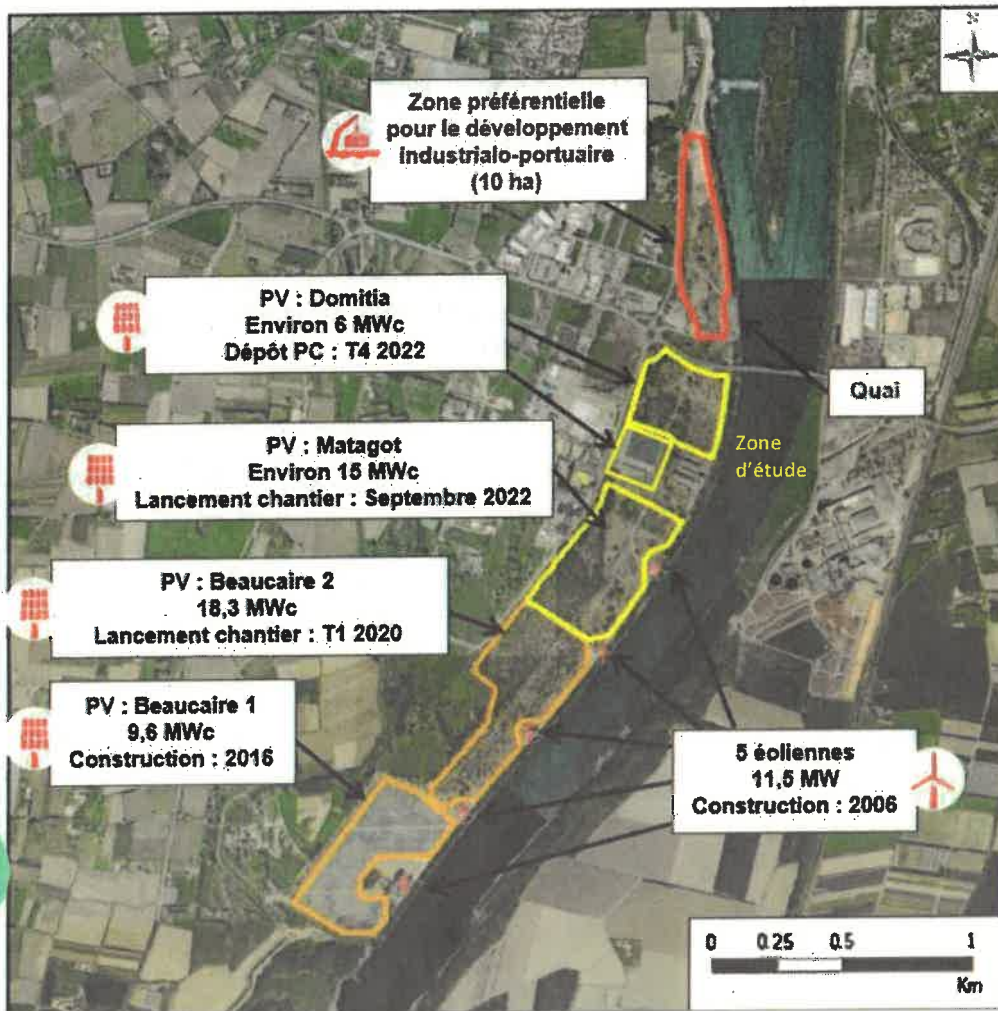 N
Zone préférentielle
pour le développement
industrialo-portuaire
(10 ha)
PV : Domitia
Environ 6 MWc
Dépôt PC : T4 2022
Quai
Zone
d'étude
PV : Matagot
Environ 15 MWc
Lancement chantier : Septembre 2022
PV : Beaucaire 2
18,3 MWc
Lancement chantier : T1 2020
PV : Beaucaire 1
9,6 MWc
Construction : 2016
5 éoliennes
11,5 MW
Construction : 2006
0 0.25 0.5 1
Km